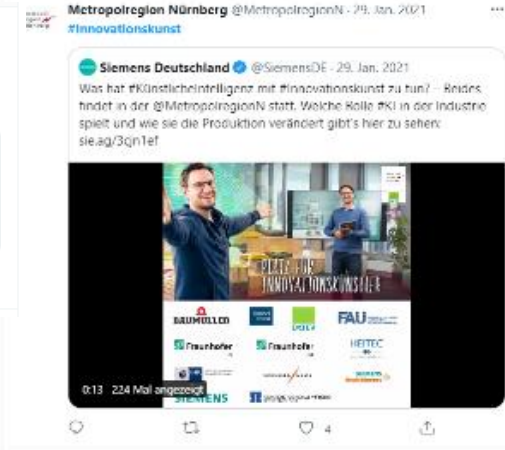 Metropolregion Nürnberg @MetropolregionN · 29. Jan. 2021
#Innovationskunst
Siemens Deutschland @SiemensDE · 29. Jan. 2021
Was hat #KünstlicheIntelligenz mit #Innovationskunst zu tun? – Beides
findet in der @MetropolregionN statt. Welche Rolle #KI in der Industrie
spielt und wie sie die Produktion verändert gibt's hier zu sehen:
sie.ag/3cjn1ef
PLATZ FÜR
INNOVATIONSKÜNSTLER
BAUMÜLLER
FAU
Fraunhofer
Fraunhofer
HEITEC
SIEMENS
0:13 224 Mal angezeigt
4